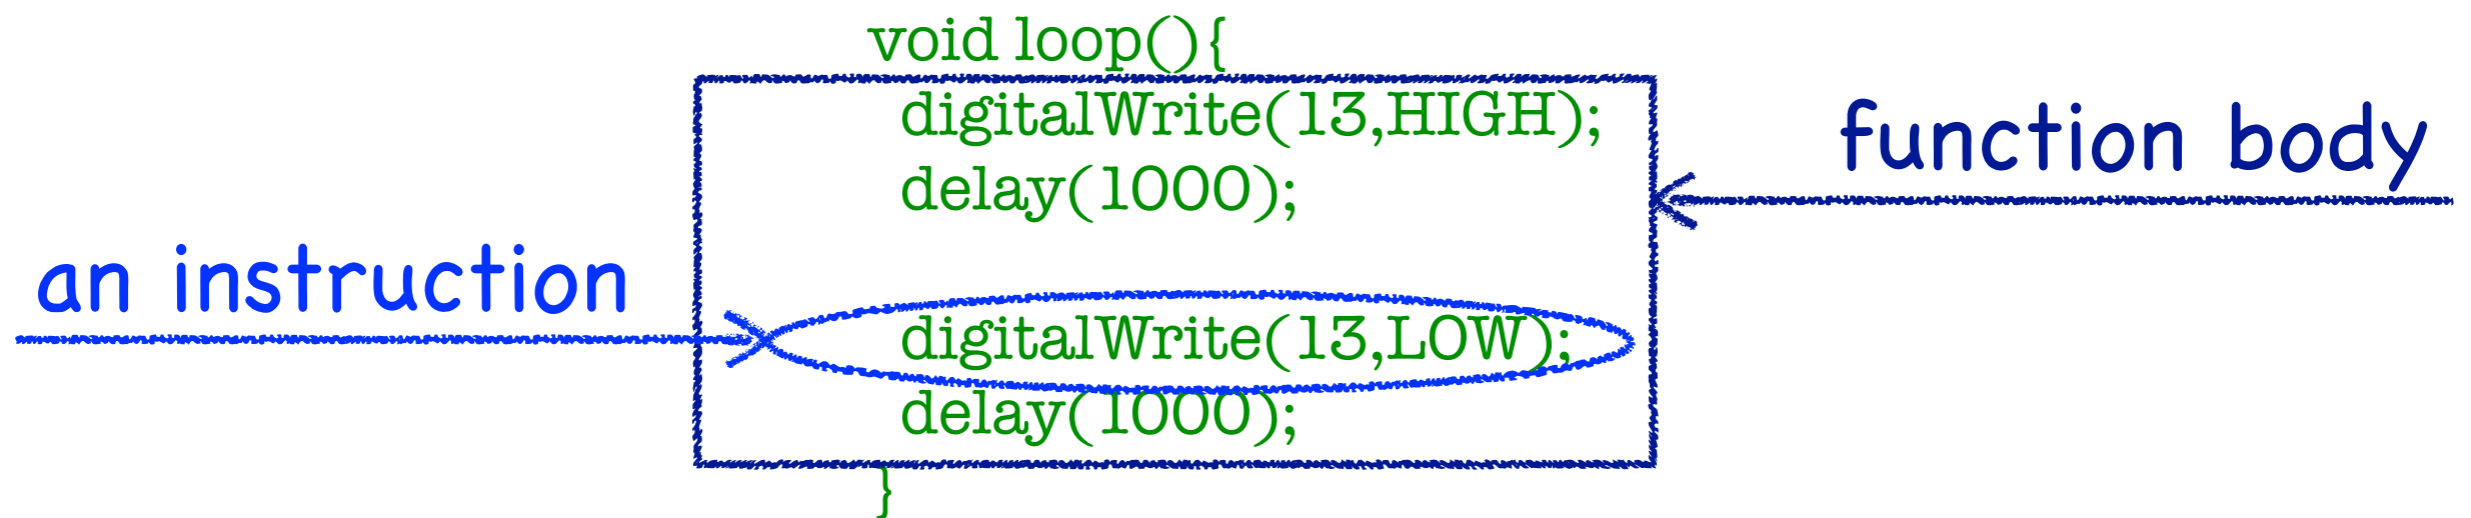 void loop(){
digitalWrite(13,HIGH);
function body
delay(1000);
an instruction
digitalWrite(13,LOW);
delay(1000);
}